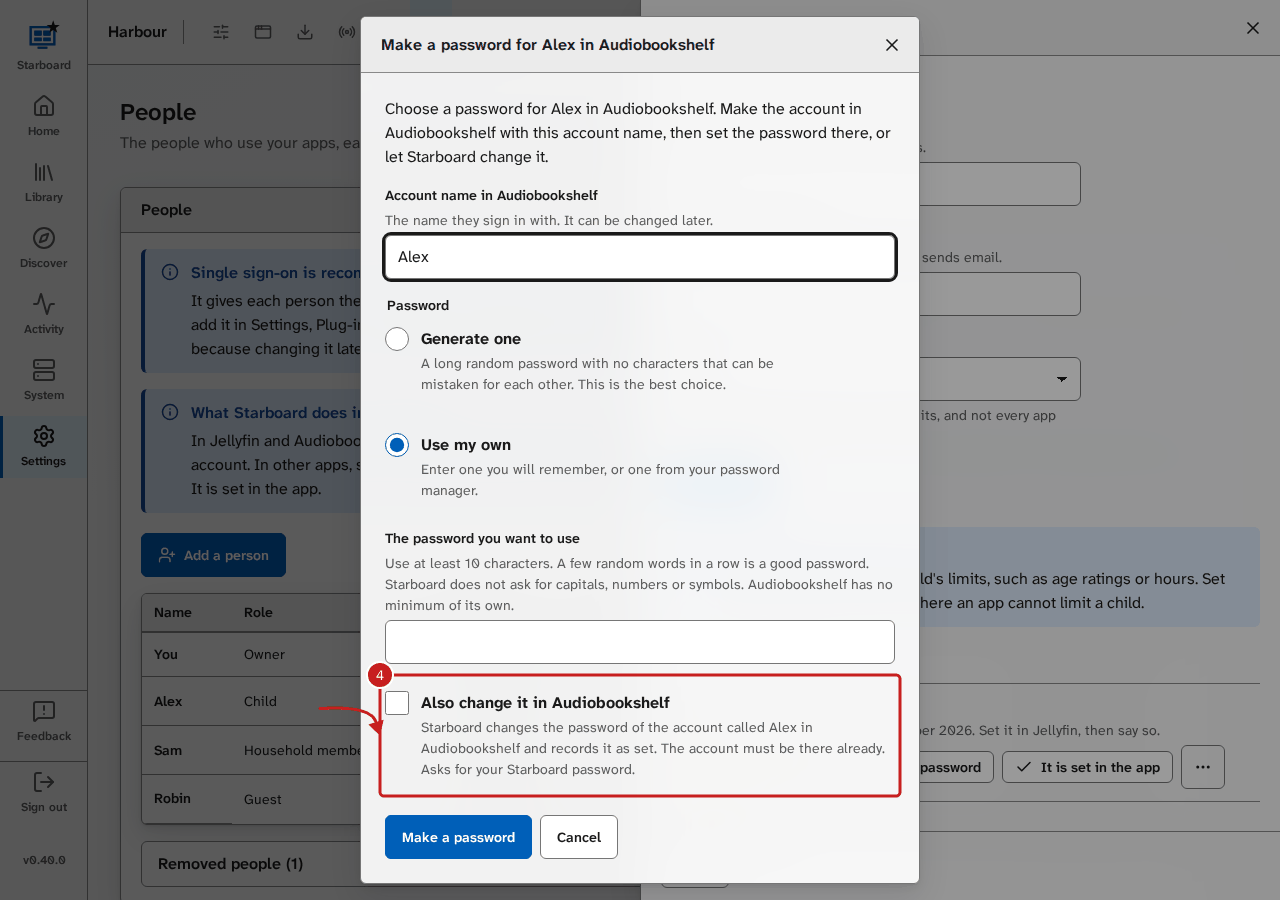 Starboard
Home
Library
Discover
Activity
System
Settings
Feedback
Sign out
v0.40.0
Harbour
People
The people who use your apps, ea
People
Single sign-on is recon
It gives each person the
add it in Settings, Plug-in
because changing it late
What Starboard does in
In Jellyfin and Audioboo
account. In other apps, s
It is set in the app.
Add a person
Name Role
You Owner
Alex Child
Sam Household membe
Robin Guest
Removed people (1)
Make a password for Alex in Audiobookshelf
Choose a password for Alex in Audiobookshelf. Make the account in
Audiobookshelf with this account name, then set the password there, or
let Starboard change it.
Account name in Audiobookshelf
The name they sign in with. It can be changed later.
Alex
Password
Generate one
A long random password with no characters that can be
mistaken for each other. This is the best choice.
Use my own
Enter one you will remember, or one from your password
manager.
The password you want to use
Use at least 10 characters. A few random words in a row is a good password.
Starboard does not ask for capitals, numbers or symbols. Audiobookshelf has no
minimum of its own.
4
Also change it in Audiobookshelf
Starboard changes the password of the account called Alex in
Audiobookshelf and records it as set. The account must be there already.
Asks for your Starboard password.
Make a password
Cancel
s.
sends email.
its, and not every app
ld's limits, such as age ratings or hours. Set
here an app cannot limit a child.
er 2026. Set it in Jellyfin, then say so.
password
It is set in the app